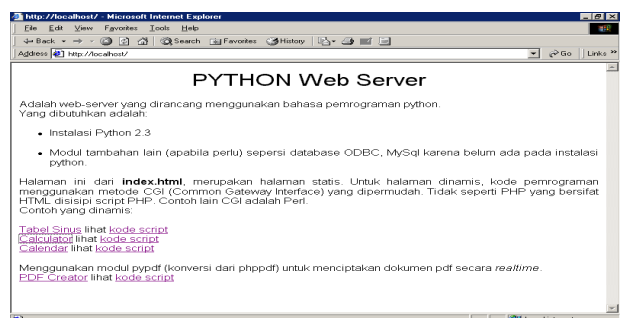 http://localhost/ - Microsoft Internet Explorer
File Edit View Favorites Tools Help
Back Search Favorites History
Address http://localhost/ Go Links »
PYTHON Web Server
Adalah web-server yang dirancang menggunakan bahasa pemrograman python.
Yang dibutuhkan adalah:
• Instalasi Python 2.3
• Modul tambahan lain (apabila perlu) sepersi database ODBC, MySql karena belum ada pada instalasi
python.
Halaman ini dari index.html, merupakan halaman statis. Untuk halaman dinamis, kode pemrograman
menggunakan metode CGI (Common Gateway Interface) yang dipermudah. Tidak seperti PHP yang bersifat
HTML disisipi script PHP. Contoh lain CGI adalah Perl.
Contoh yang dinamis:
Tabel Sinus lihat kode script
Calculator lihat kode script
Calendar lihat kode script
Menggunakan modul pypdf (konversi dari phppdf) untuk menciptakan dokumen pdf secara realtime.
PDF Creator lihat kode script